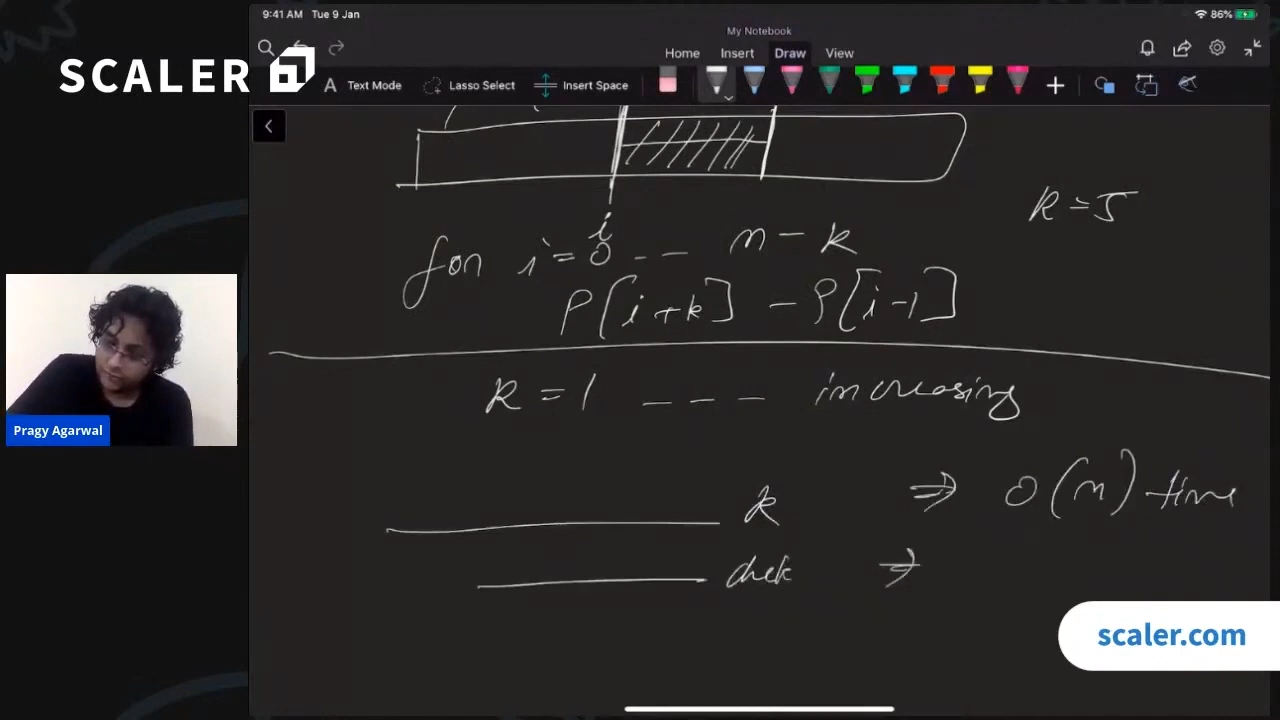 9:41 AM Tue 9 Jan
86%
My Notebook
SCALER
Home Insert Draw View
Text Mode Lasso Select Insert Space
k=5
i
for i=0 -- n-k
P[i+k] - P[i-1]
k=1 --- increasing
k ⇒ O(n) time
check ⇒
Pragy Agarwal
scaler.com